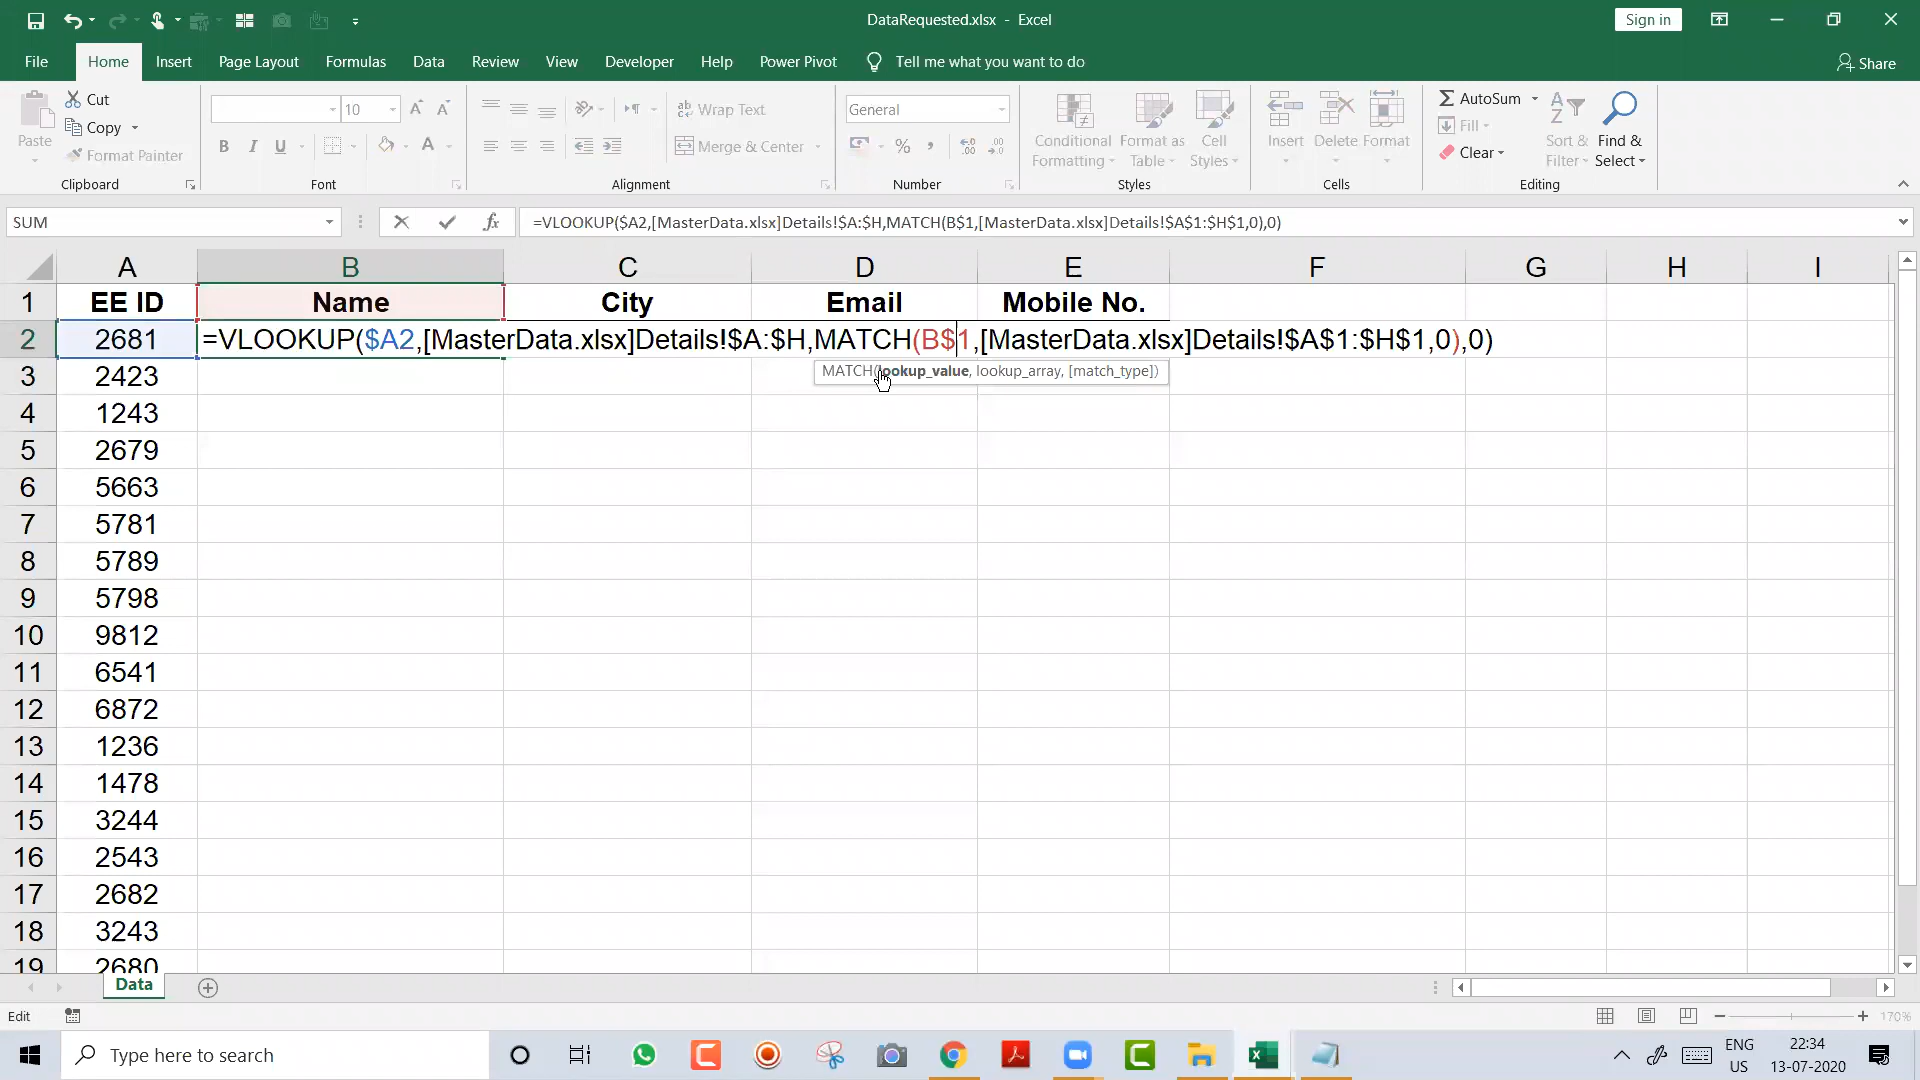 DataRequested.xlsx - Excel
Sign in
File Home Insert Page Layout Formulas Data Review View Developer Help Power Pivot Tell me what you want to do Share
Paste
Cut
Copy
Format Painter
Clipboard
10
B I U
Font
Wrap Text
Merge & Center
Alignment
General
%
Number
Conditional Formatting
Format as Table
Cell Styles
Styles
Insert Delete Format
Cells
AutoSum
Fill
Clear
Sort & Filter
Find & Select
Editing
SUM
fx
=VLOOKUP($A2,[MasterData.xlsx]Details!$A:$H,MATCH(B$1,[MasterData.xlsx]Details!$A$1:$H$1,0),0)
A B C D E F G H I
1 EE ID Name City Email Mobile No.
2 2681 =VLOOKUP($A2,[MasterData.xlsx]Details!$A:$H,MATCH(B$1,[MasterData.xlsx]Details!$A$1:$H$1,0),0)
MATCH(lookup_value, lookup_array, [match_type])
3 2423
4 1243
5 2679
6 5663
7 5781
8 5789
9 5798
10 9812
11 6541
12 6872
13 1236
14 1478
15 3244
16 2543
17 2682
18 3243
19 2680
Data
Edit
170%
Type here to search
ENG
US
22:34
13-07-2020